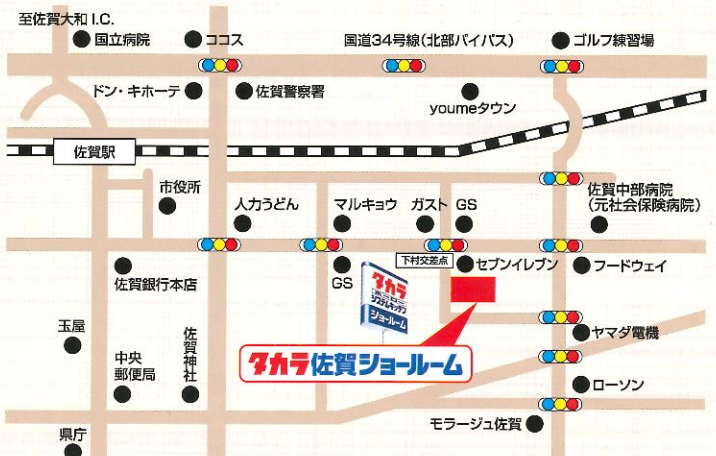 至佐賀大和 I.C.
国立病院
ココス
国道34号線(北部バイパス)
ゴルフ練習場
ドン・キホーテ
佐賀警察署
youmeタウン
佐賀駅
市役所
人力うどん
マルキョウ
ガスト
GS
佐賀中部病院
(元社会保険病院)
下村交差点
セブンイレブン
フードウェイ
佐賀銀行本店
GS
タカラ
システムキッチン
ショールーム
玉屋
中央
郵便局
佐賀神社
タカラ佐賀ショールーム
ヤマダ電機
ローソン
モラージュ佐賀
県庁